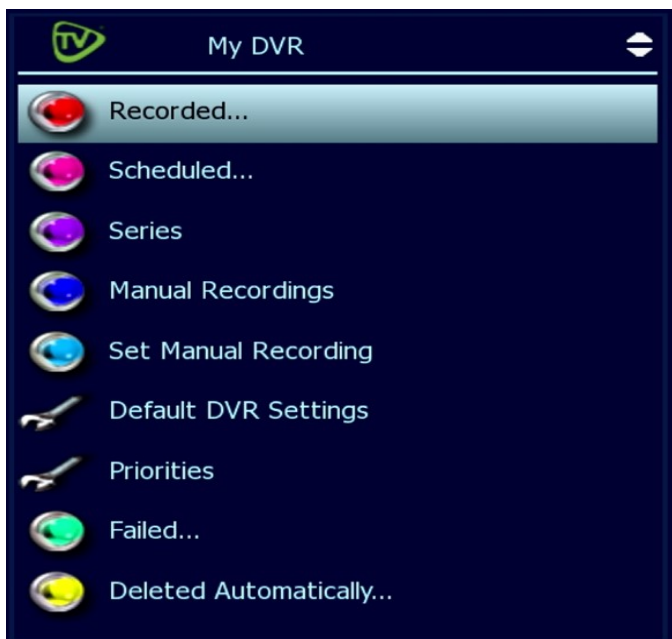 TV
My DVR
Recorded...
Scheduled...
Series
Manual Recordings
Set Manual Recording
Default DVR Settings
Priorities
Failed...
Deleted Automatically...